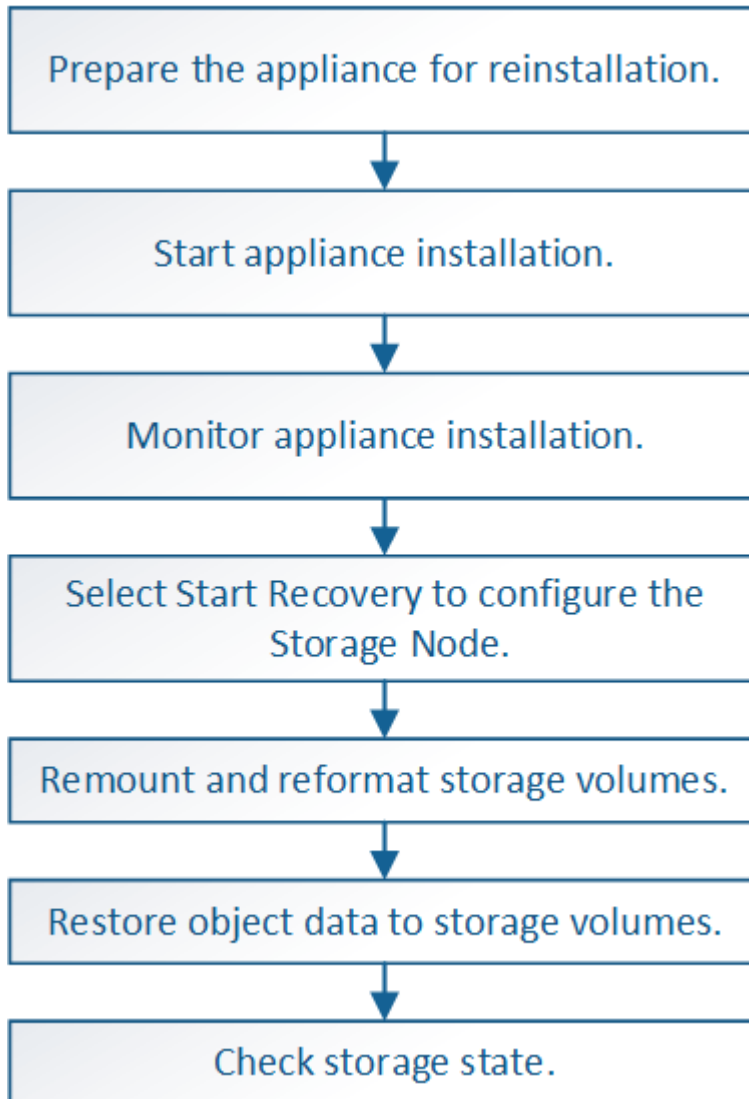 Prepare the appliance for reinstallation.
Start appliance installation.
Monitor appliance installation.
Select Start Recovery to configure the
Storage Node.
Remount and reformat storage volumes.
Restore object data to storage volumes.
Check storage state.